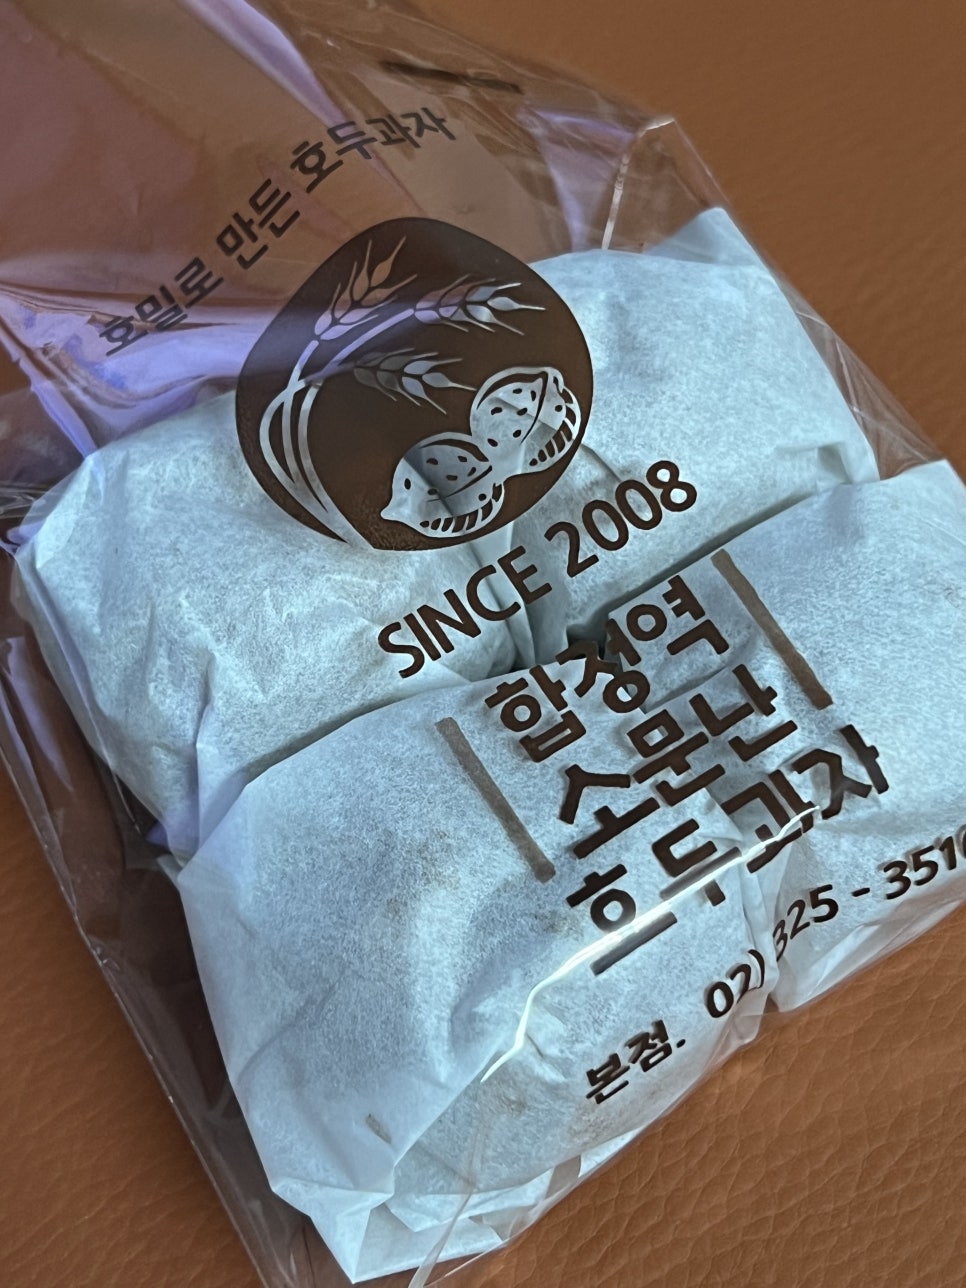 호밀로 만든 호두과자
SINCE 2008
합정역
소문난
호두과자
본점. 02) 325 - 351